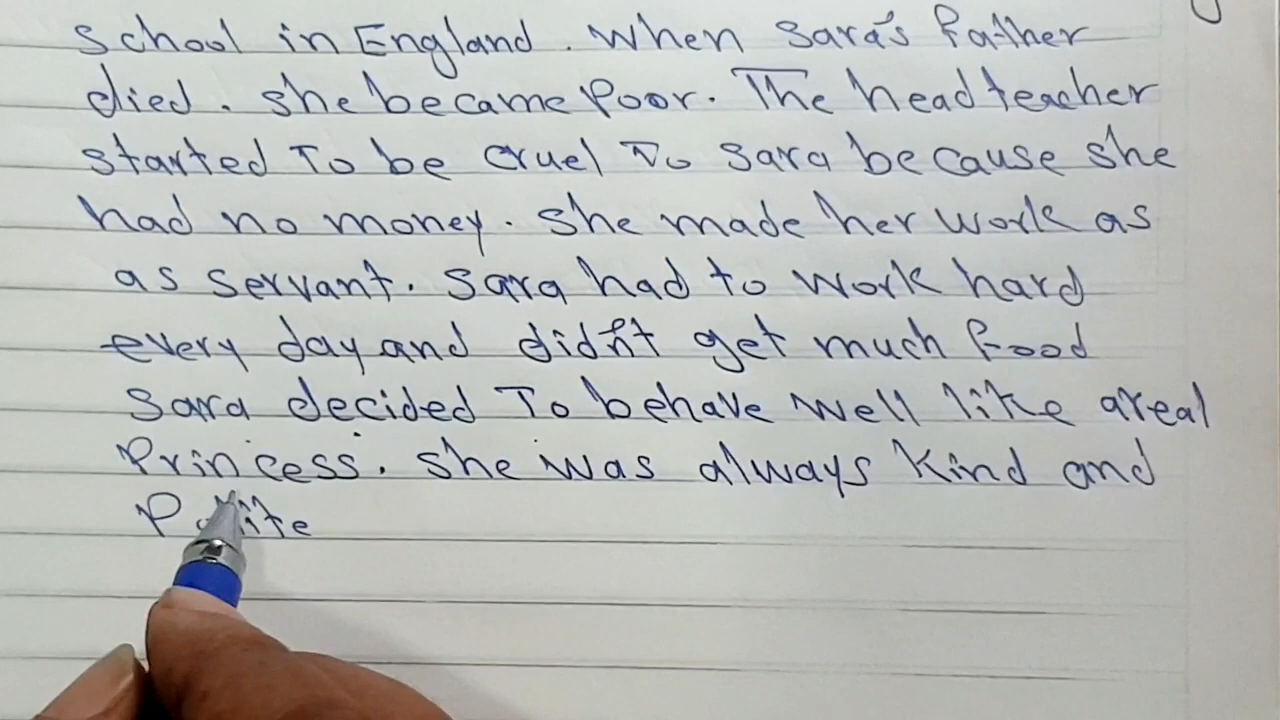 school in England. When Sara's father
died. she became poor. The head teacher
started To be cruel To Sara because she
had no money. She made her work as
as servant. Sara had to work hard
every day and didn't get much food
Sara decided To behave well like a real
Princess. she was always Kind and
Polite